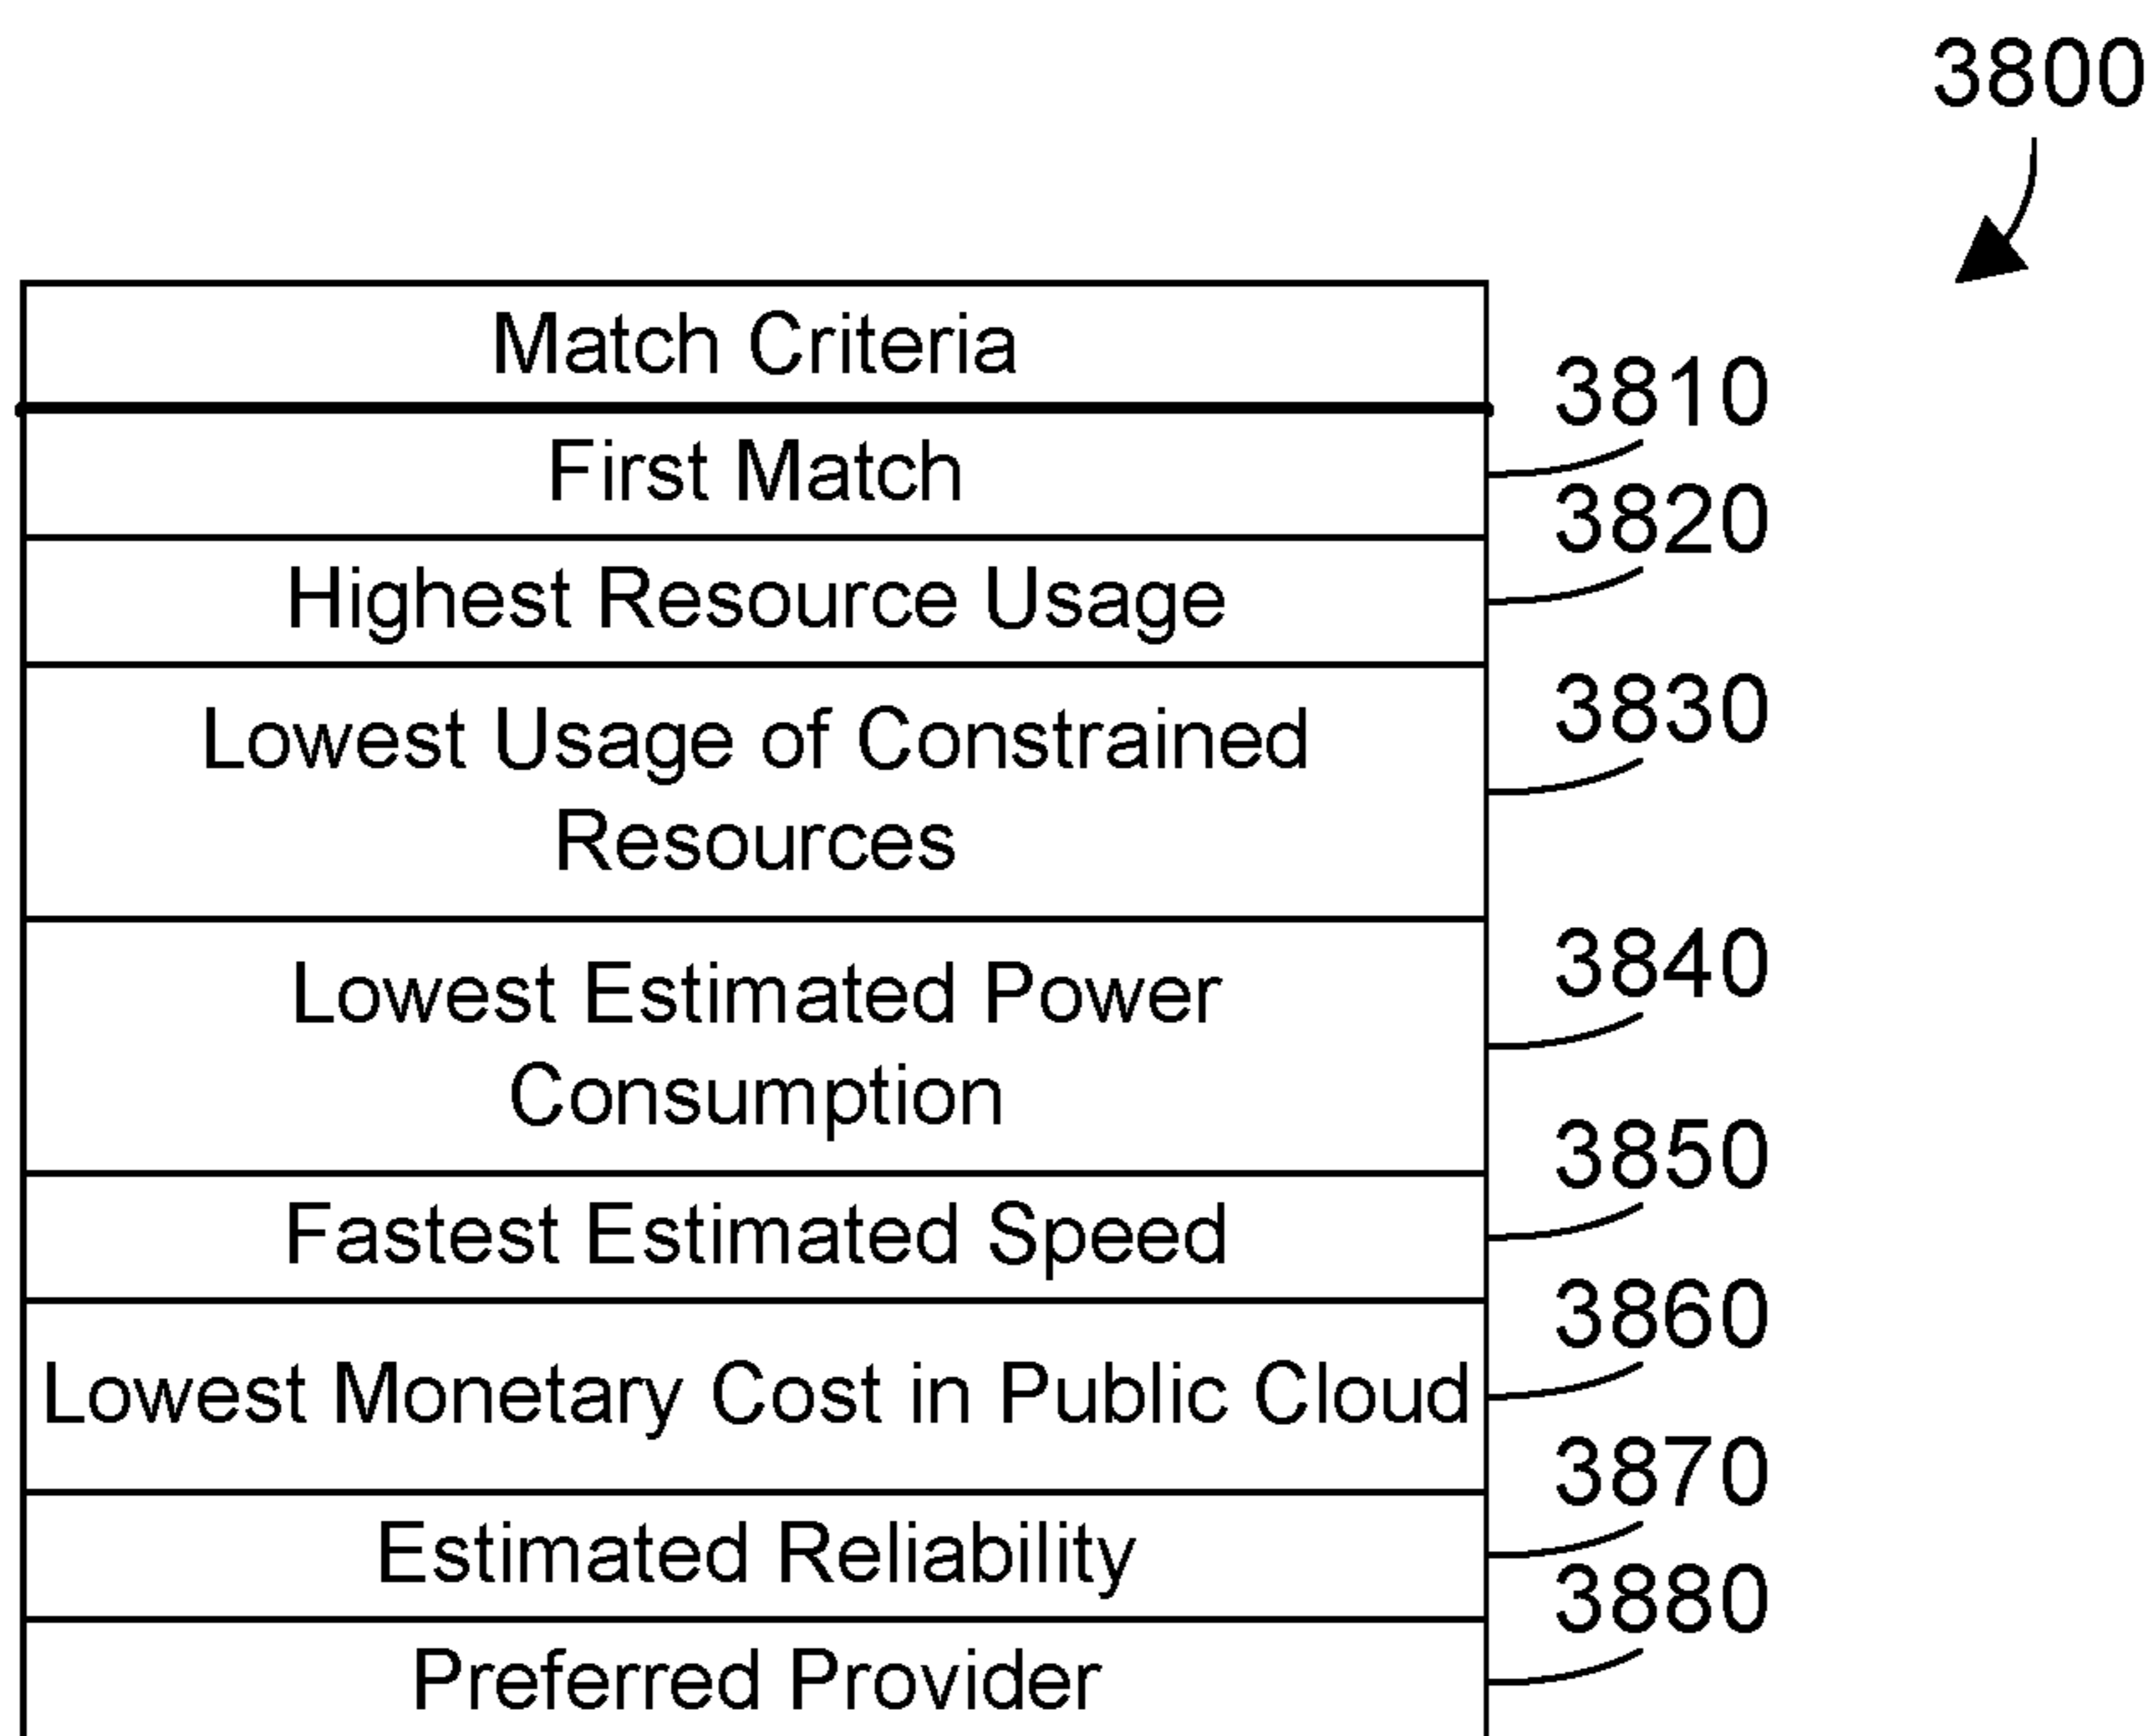 3800
Match Criteria
3810
First Match
3820
Highest Resource Usage
3830
Lowest Usage of Constrained
Resources
3840
Lowest Estimated Power
Consumption
3850
Fastest Estimated Speed
3860
Lowest Monetary Cost in Public Cloud
3870
Estimated Reliability
3880
Preferred Provider